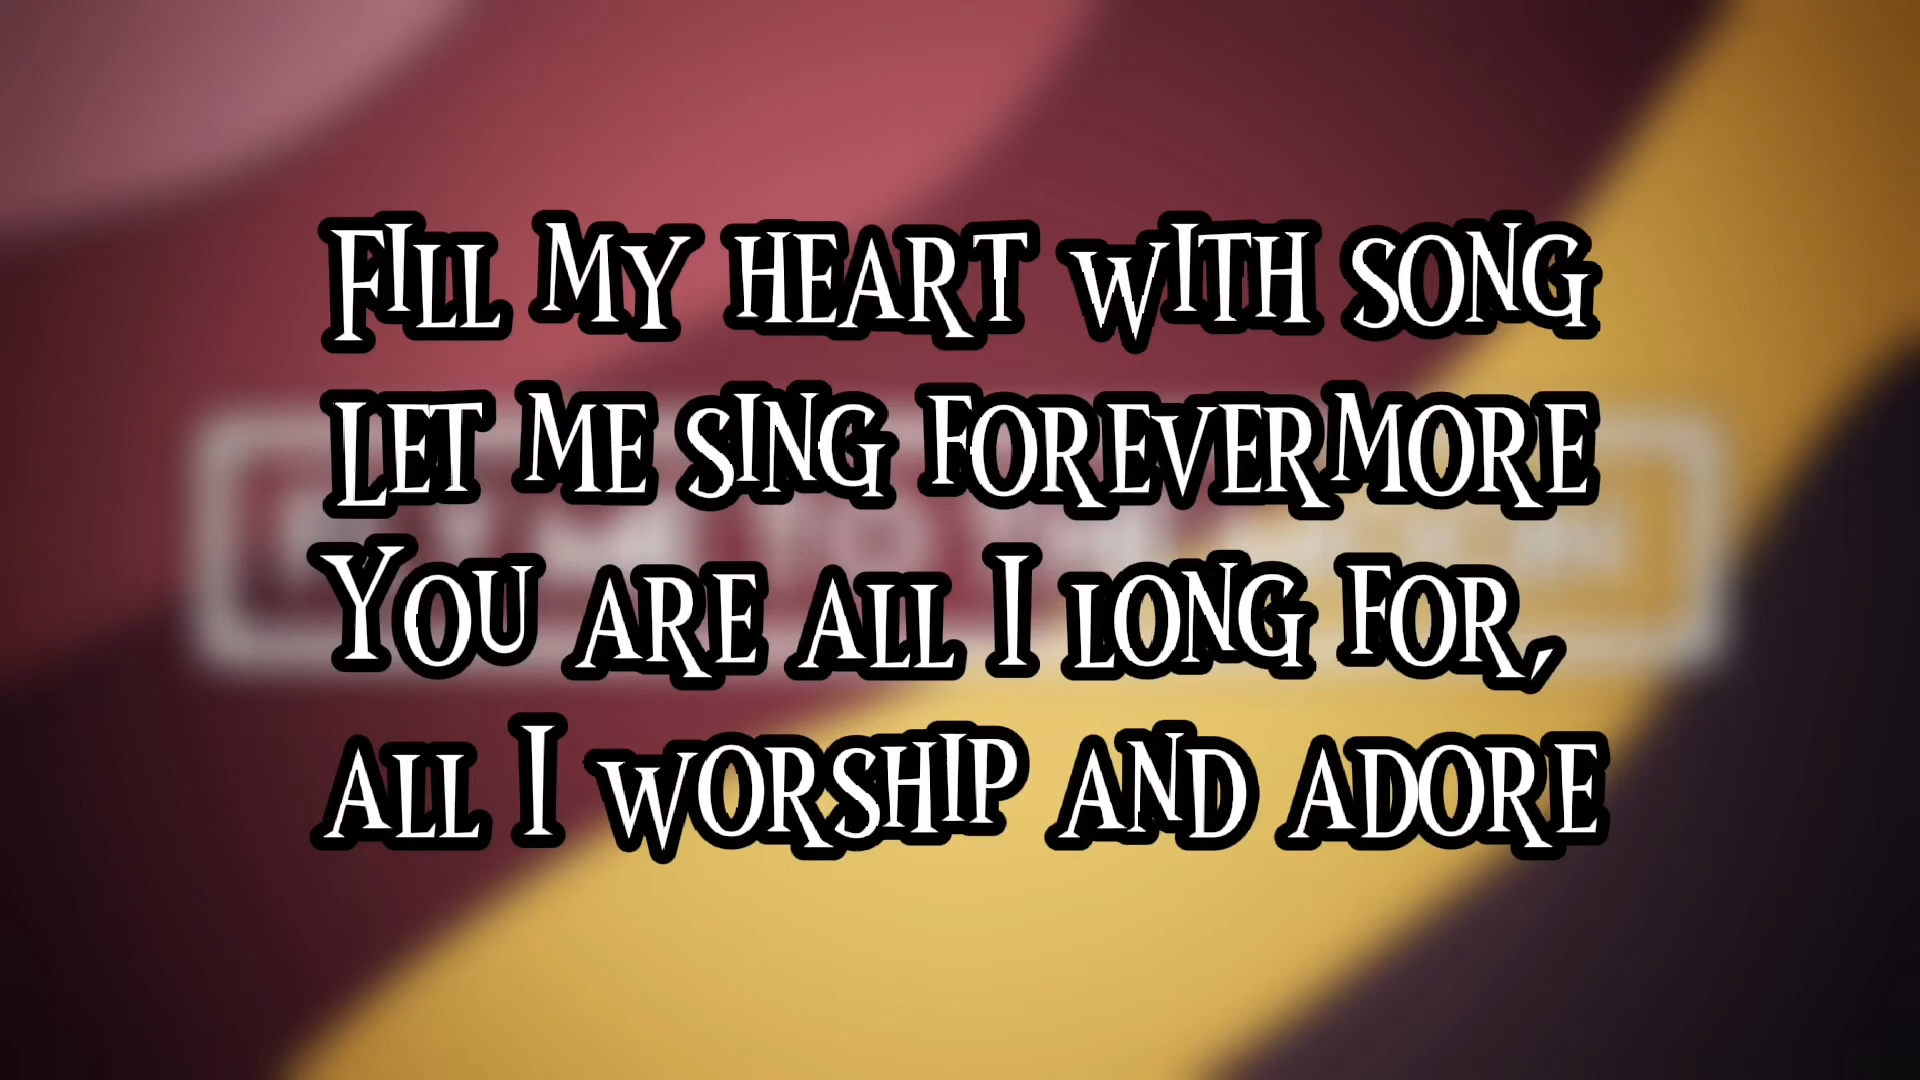 Fill my heart with song
Let me sing forevermore
You are all I long for,
all I worship and adore